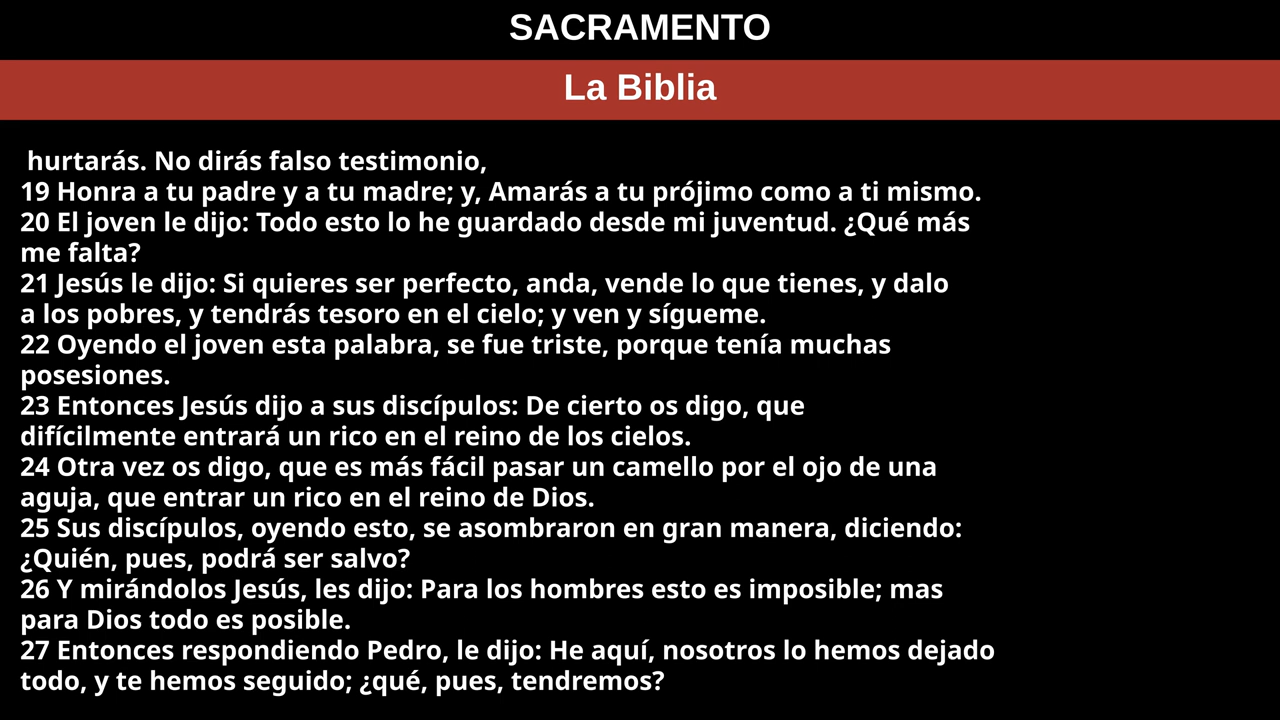 SACRAMENTO
La Biblia
hurtarás. No dirás falso testimonio,
19 Honra a tu padre y a tu madre; y, Amarás a tu prójimo como a ti mismo.
20 El joven le dijo: Todo esto lo he guardado desde mi juventud. ¿Qué más
me falta?
21 Jesús le dijo: Si quieres ser perfecto, anda, vende lo que tienes, y dalo
a los pobres, y tendrás tesoro en el cielo; y ven y sígueme.
22 Oyendo el joven esta palabra, se fue triste, porque tenía muchas
posesiones.
23 Entonces Jesús dijo a sus discípulos: De cierto os digo, que
difícilmente entrará un rico en el reino de los cielos.
24 Otra vez os digo, que es más fácil pasar un camello por el ojo de una
aguja, que entrar un rico en el reino de Dios.
25 Sus discípulos, oyendo esto, se asombraron en gran manera, diciendo:
¿Quién, pues, podrá ser salvo?
26 Y mirándolos Jesús, les dijo: Para los hombres esto es imposible; mas
para Dios todo es posible.
27 Entonces respondiendo Pedro, le dijo: He aquí, nosotros lo hemos dejado
todo, y te hemos seguido; ¿qué, pues, tendremos?